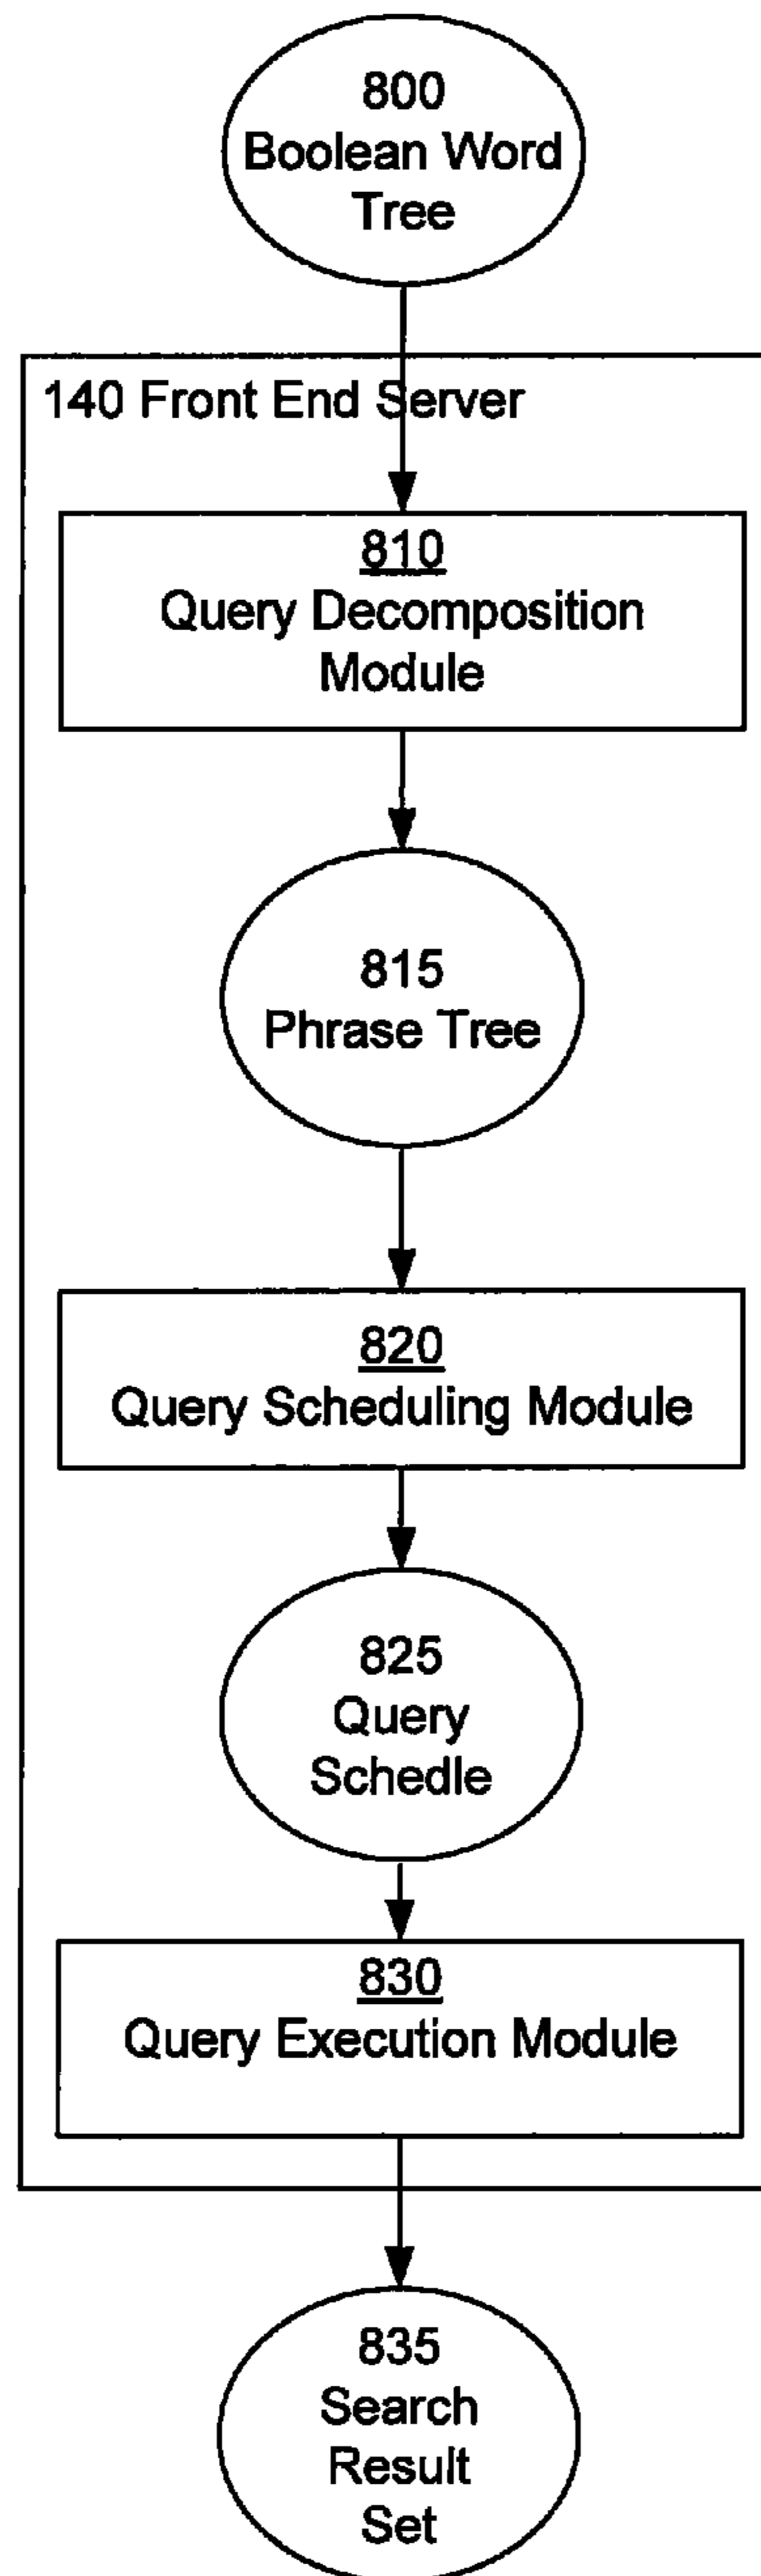 800
Boolean Word
Tree
140 Front End Server
810
Query Decomposition
Module
815
Phrase Tree
820
Query Scheduling Module
825
Query
Schedle
830
Query Execution Module
835
Search
Result
Set